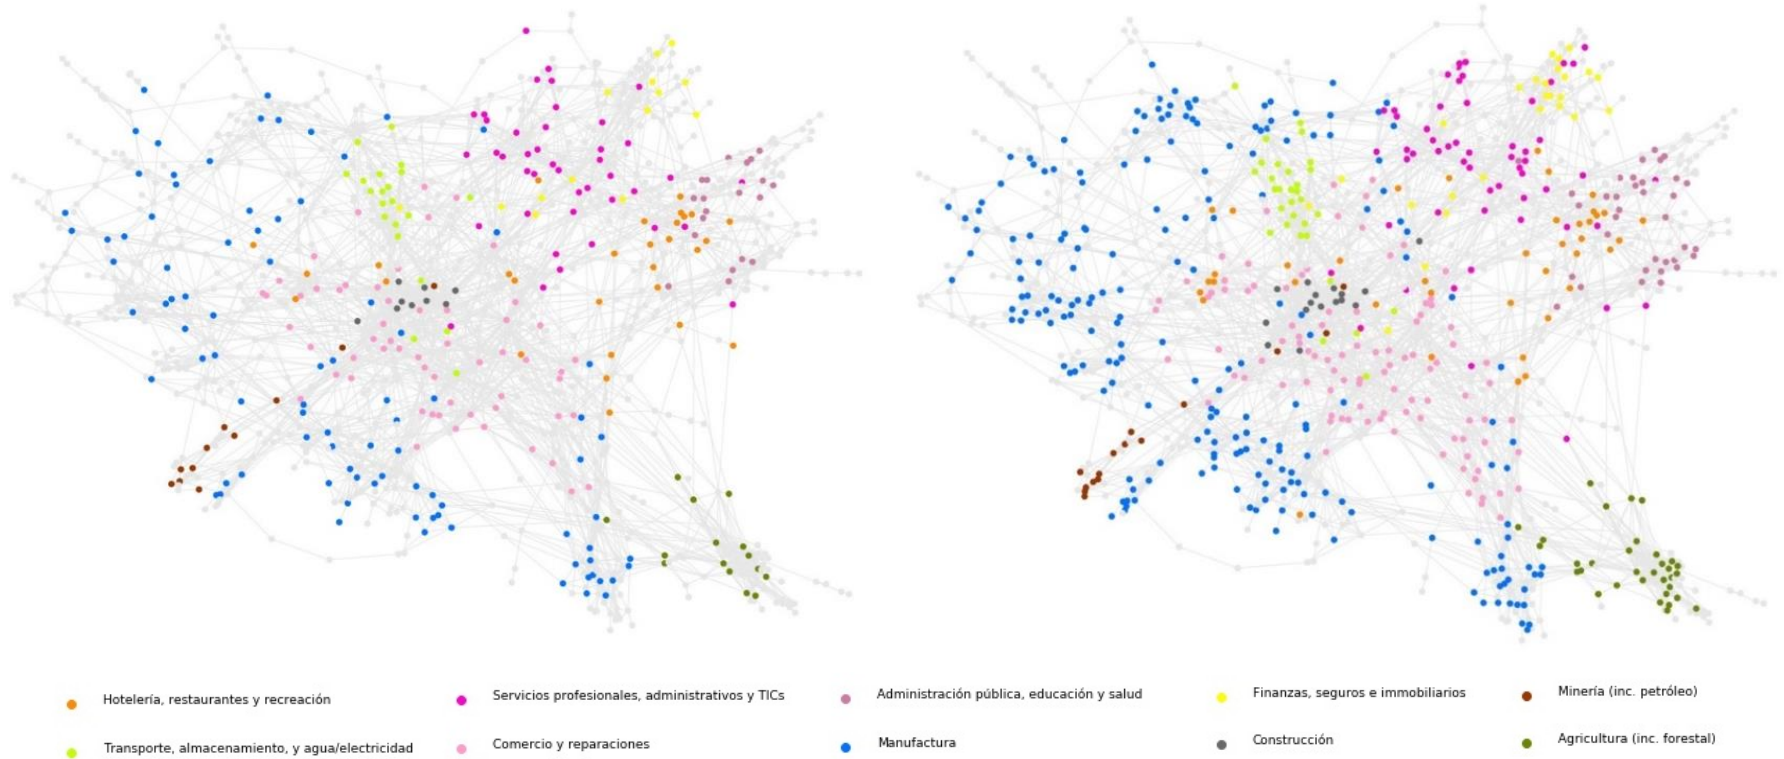 Hotelería, restaurantes y recreación
Servicios profesionales, administrativos y TICs
Administración pública, educación y salud
Finanzas, seguros e immobiliarios
Minería (inc. petróleo)
Transporte, almacenamiento, y agua/electricidad
Comercio y reparaciones
Manufactura
Construcción
Agricultura (inc. forestal)